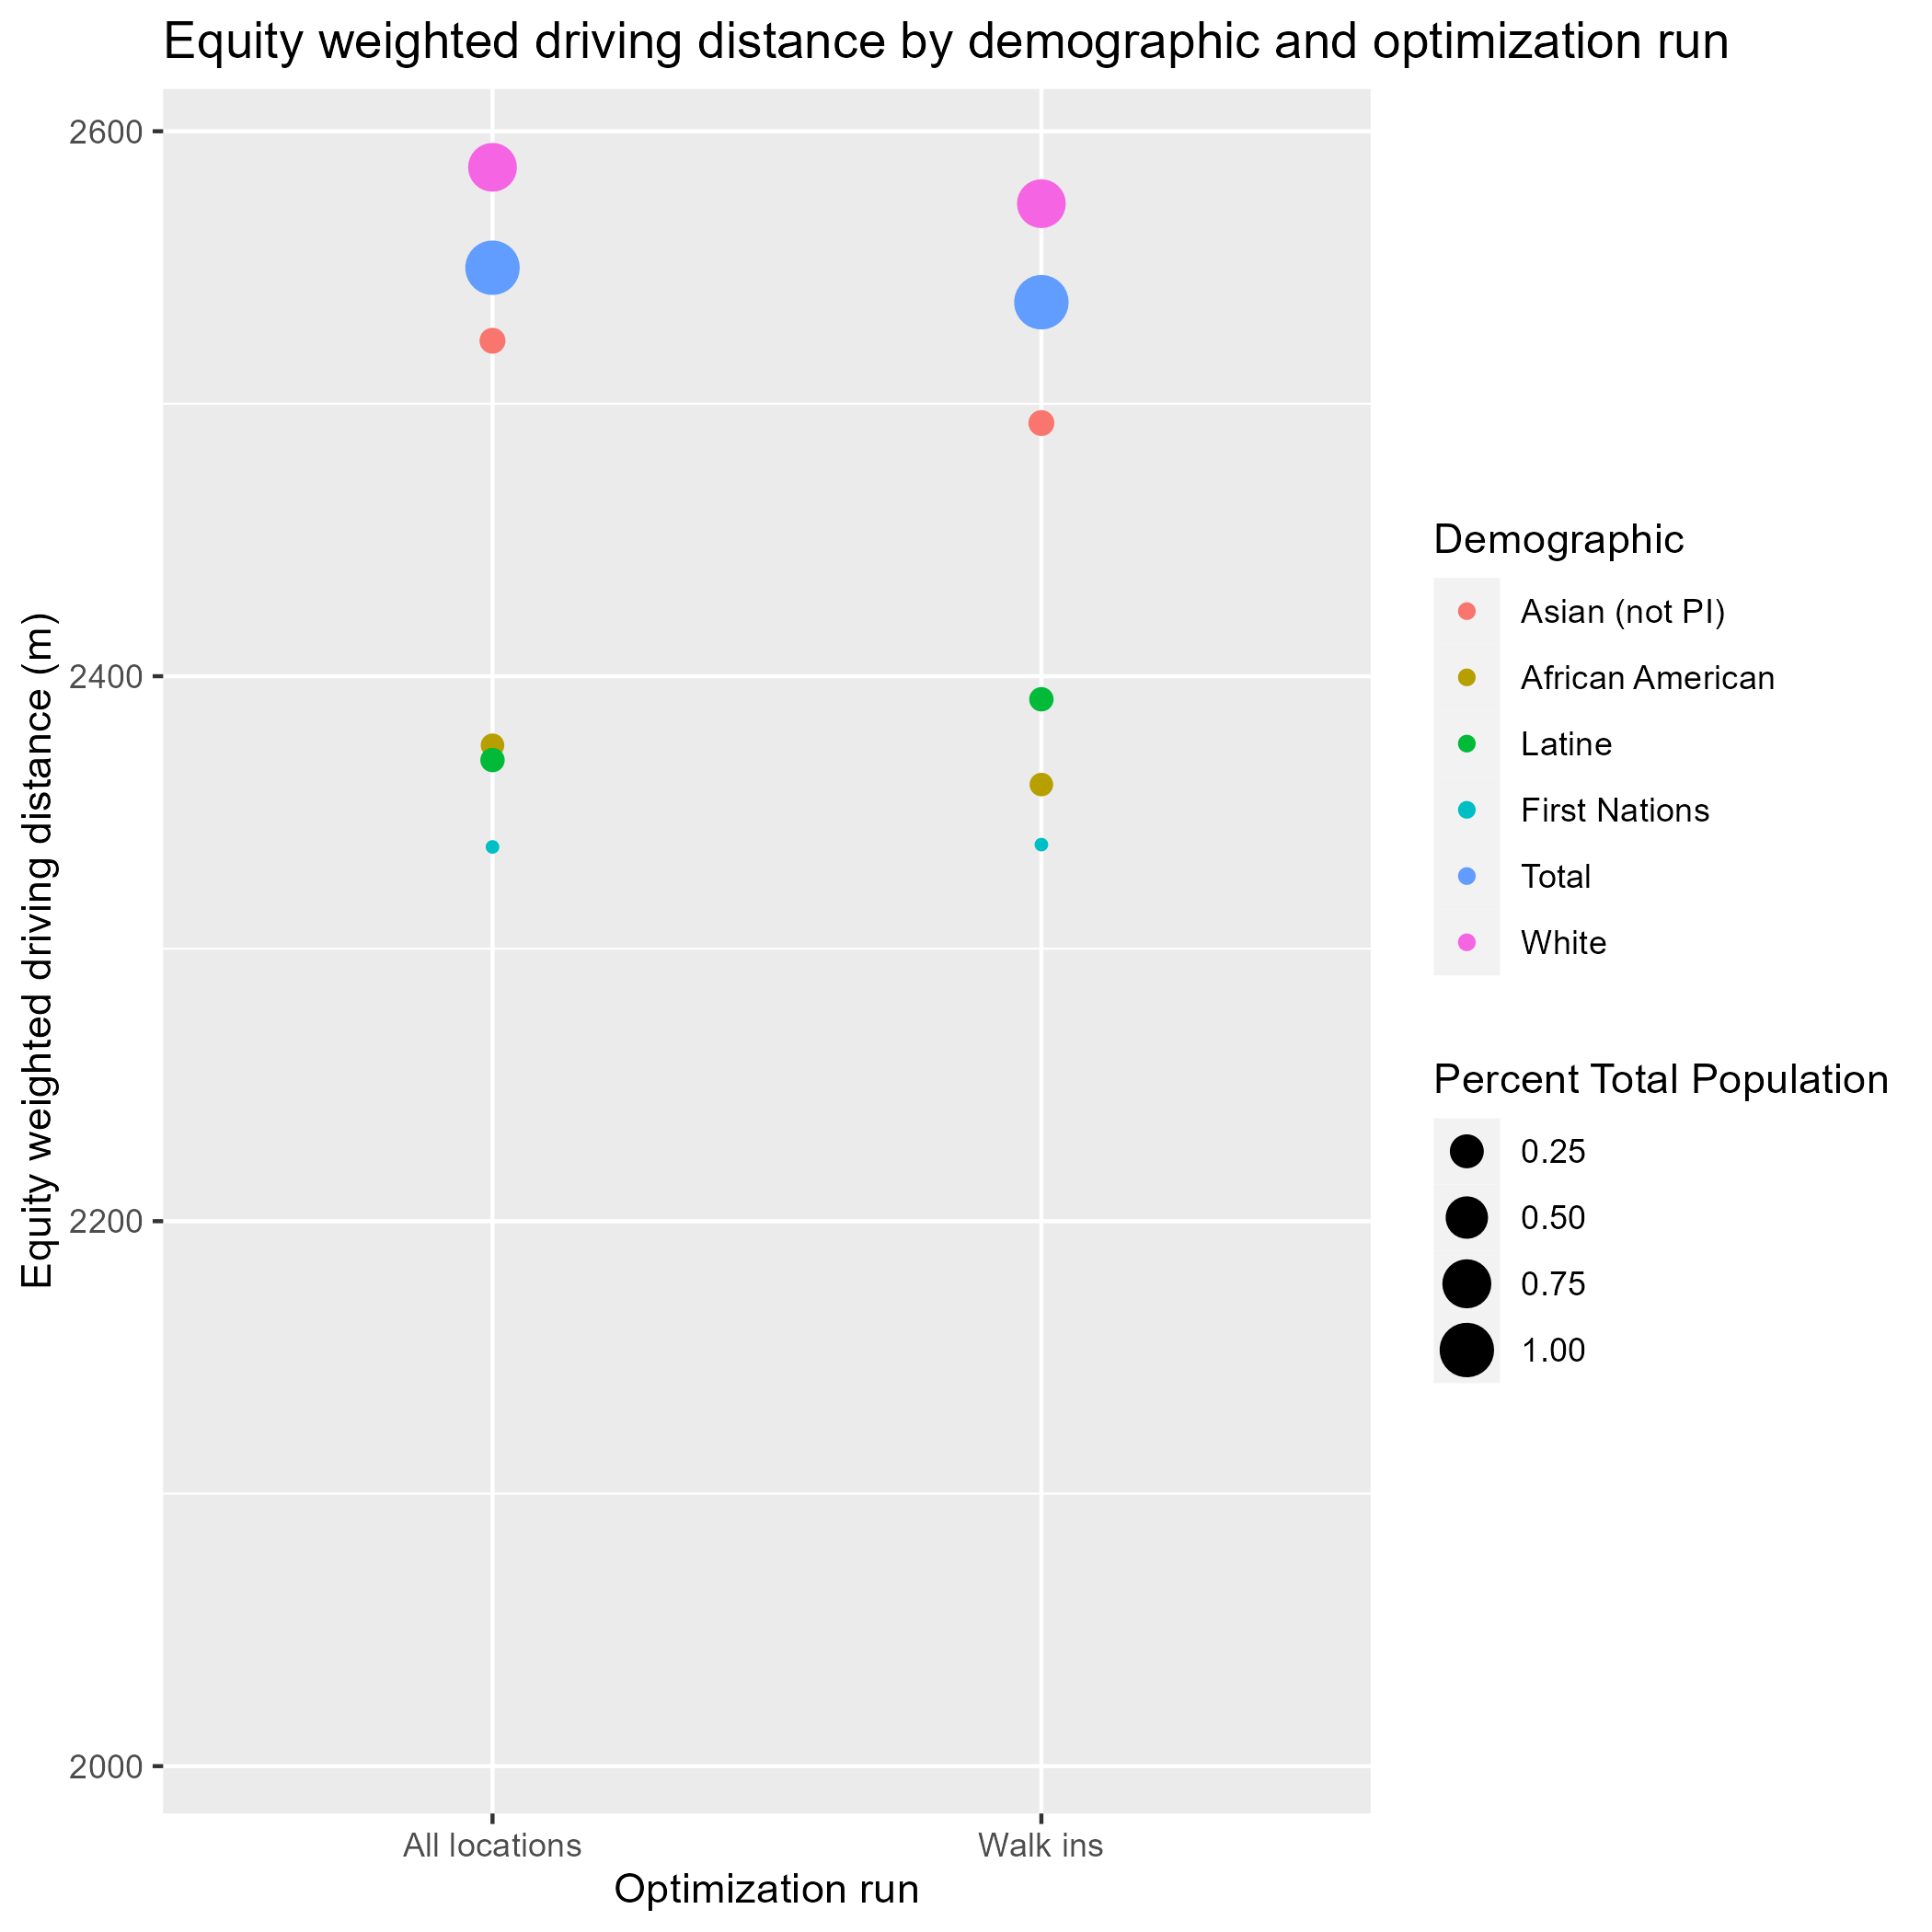 Equity weighted driving distance by demographic and optimization run
Equity weighted driving distance (m)
2600
2400
2200
2000
All locations
Walk ins
Optimization run
Demographic
Asian (not PI)
African American
Latine
First Nations
Total
White
Percent Total Population
0.25
0.50
0.75
1.00